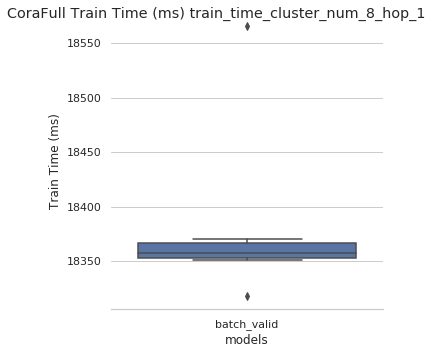 CoraFull Train Time (ms) train_time_cluster_num_8_hop_1
18550
18500
18450
18400
18350
Train Time (ms)
batch_valid
models